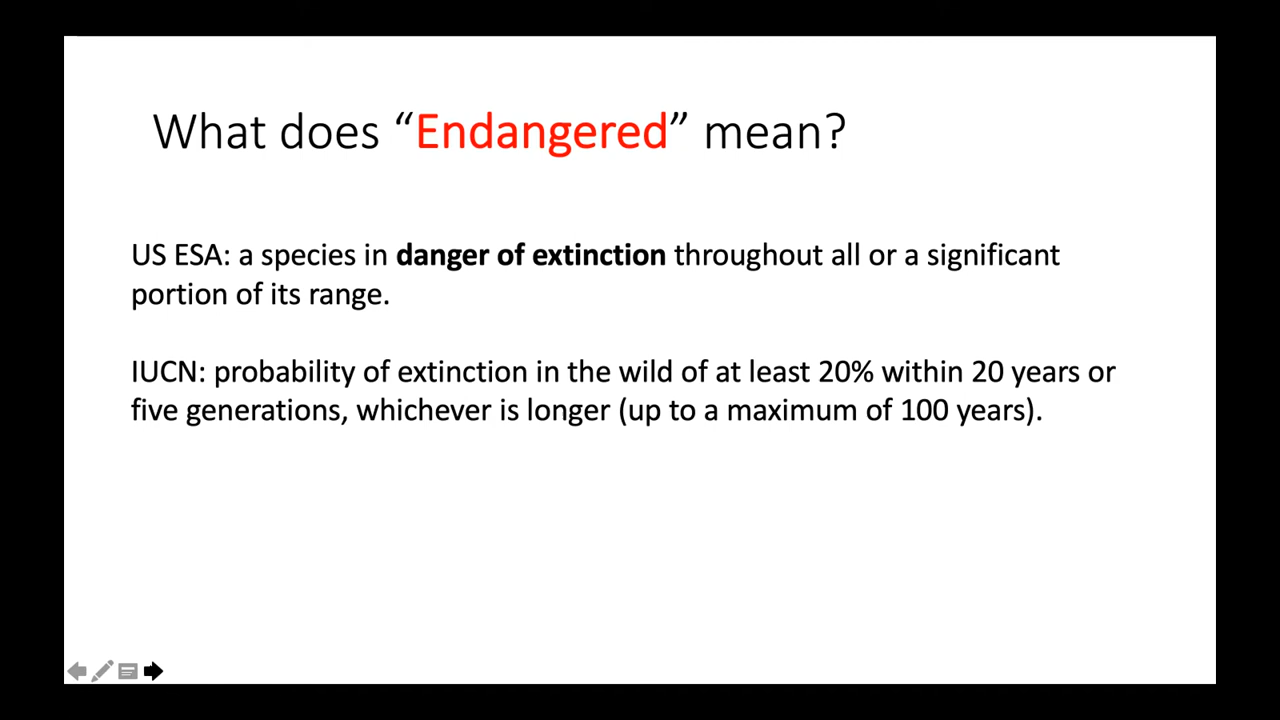 What does “Endangered” mean?
US ESA: a species in danger of extinction throughout all or a significant
portion of its range.
IUCN: probability of extinction in the wild of at least 20% within 20 years or
five generations, whichever is longer (up to a maximum of 100 years).